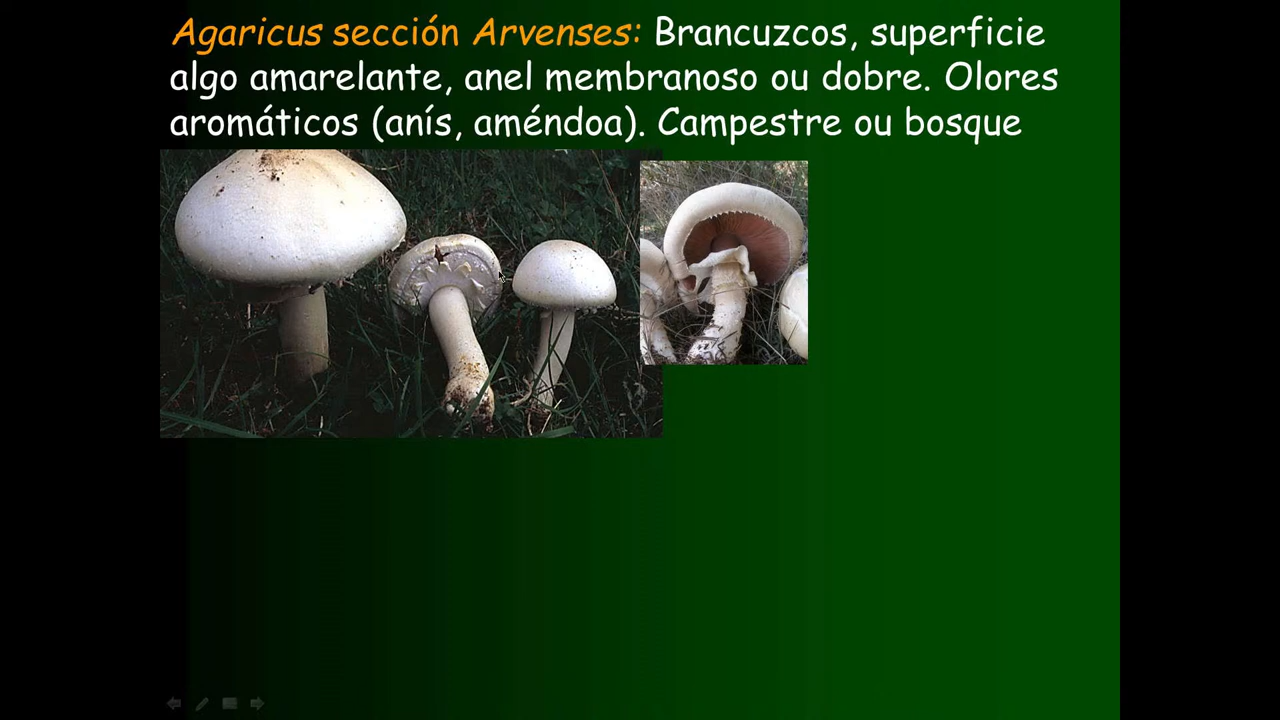 Agaricus sección Arvenses: Brancuzcos, superficie
algo amarelante, anel membranoso ou dobre. Olores
aromáticos (anís, améndoa). Campestre ou bosque